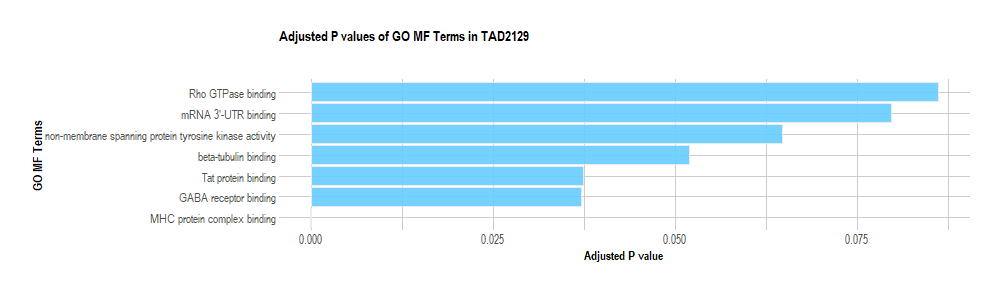 Adjusted P values of GO MF Terms in TAD2129
GO MF Terms
Rho GTPase binding
mRNA 3'-UTR binding
non-membrane spanning protein tyrosine kinase activity
beta-tubulin binding
Tat protein binding
GABA receptor binding
MHC protein complex binding
0.000 0.025 0.050 0.075
Adjusted P value